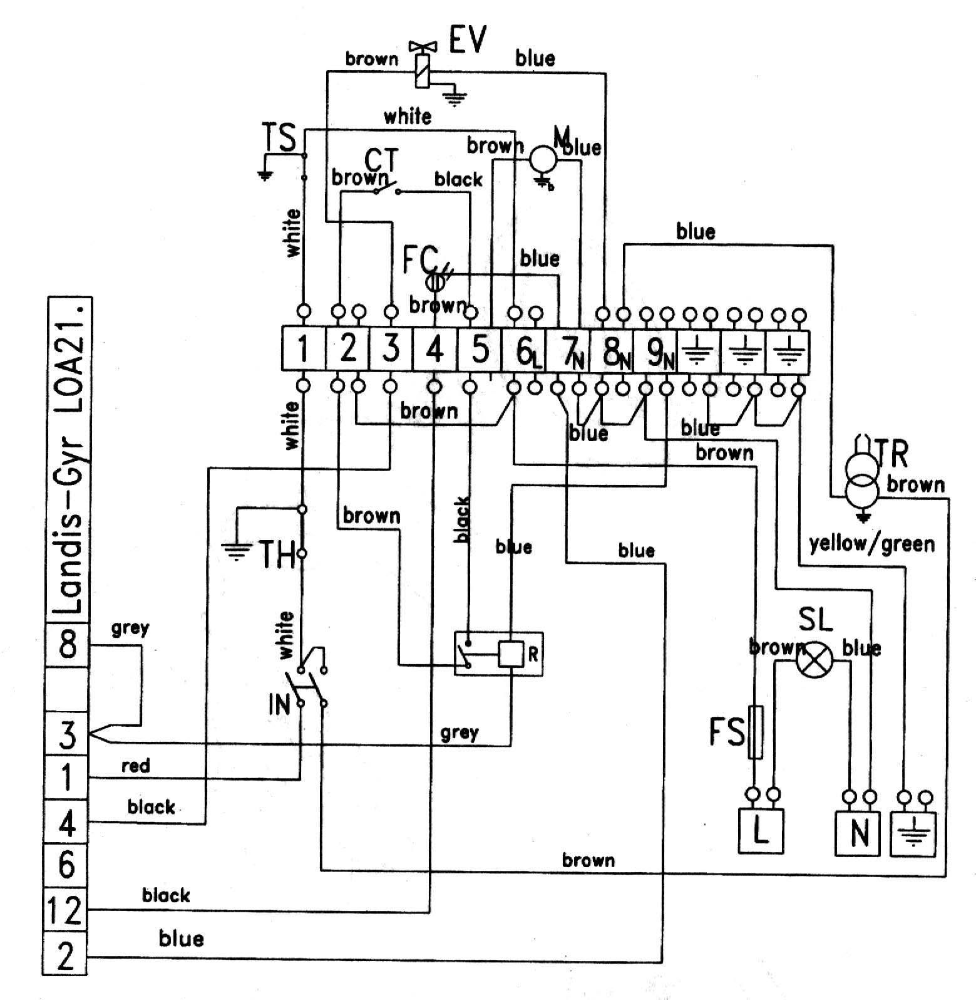 EV
brown
blue
white
TS
M
brown
blue
CT
brown
black
white
blue
FC
blue
brown
1
2
3
4
5
6L
7N
8N
9N
white
brown
blue
blue
brown
TR
brown
brown
black
blue
blue
yellow/green
TH
Landis-Gyr LOA21.
8
grey
white
R
SL
brown
blue
IN
3
grey
FS
1
red
4
black
L
N
6
brown
12
black
2
blue